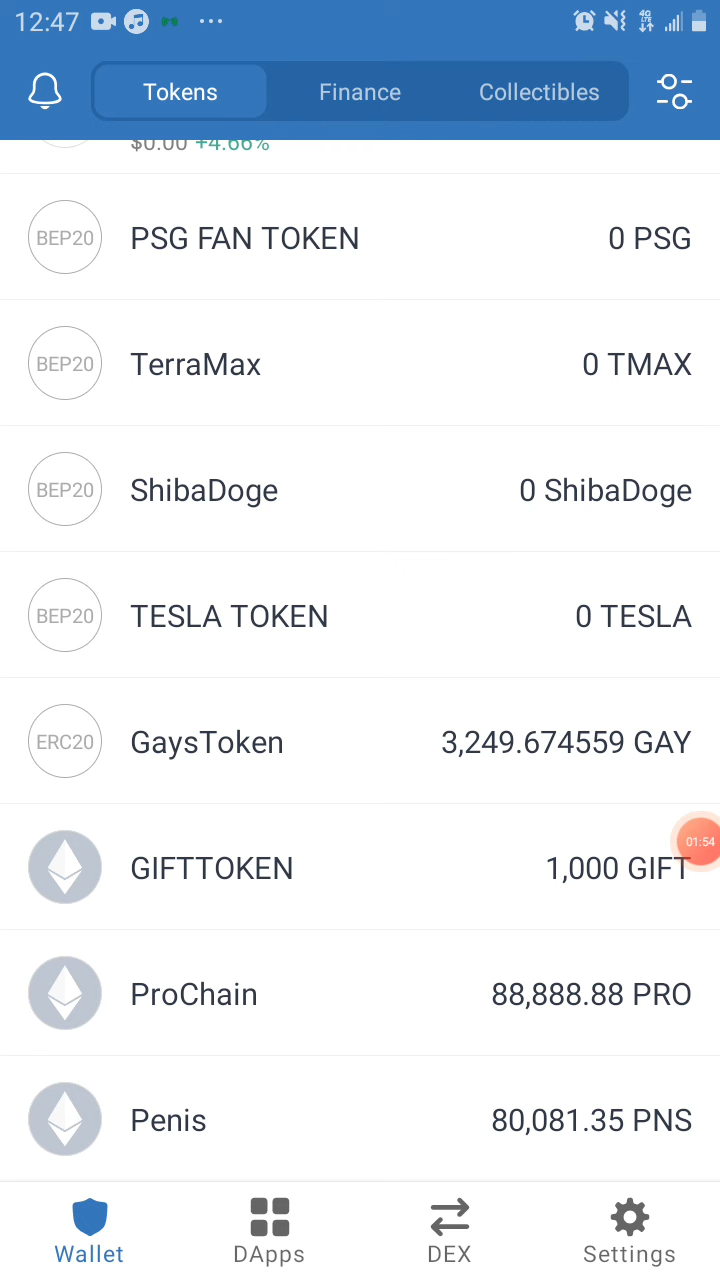 12:47
4G
LTE
Tokens
Finance
Collectibles
$0.00 +4.66%
BEP20 PSG FAN TOKEN 0 PSG
BEP20 TerraMax 0 TMAX
BEP20 ShibaDoge 0 ShibaDoge
BEP20 TESLA TOKEN 0 TESLA
ERC20 GaysToken 3,249.674559 GAY
01:54
GIFTTOKEN 1,000 GIFT
ProChain 88,888.88 PRO
Penis 80,081.35 PNS
Wallet
DApps
DEX
Settings